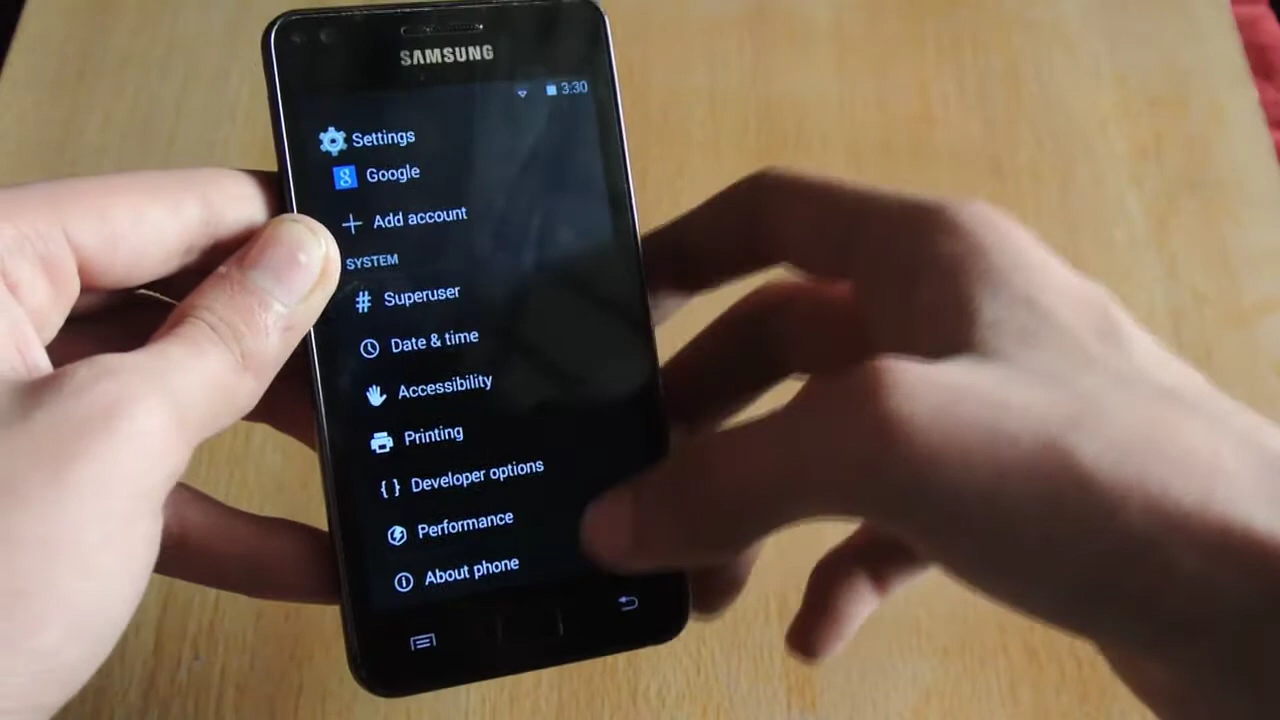 SAMSUNG
3:30
Settings
Google
Add account
SYSTEM
Superuser
Date & time
Accessibility
Printing
{ } Developer options
Performance
About phone